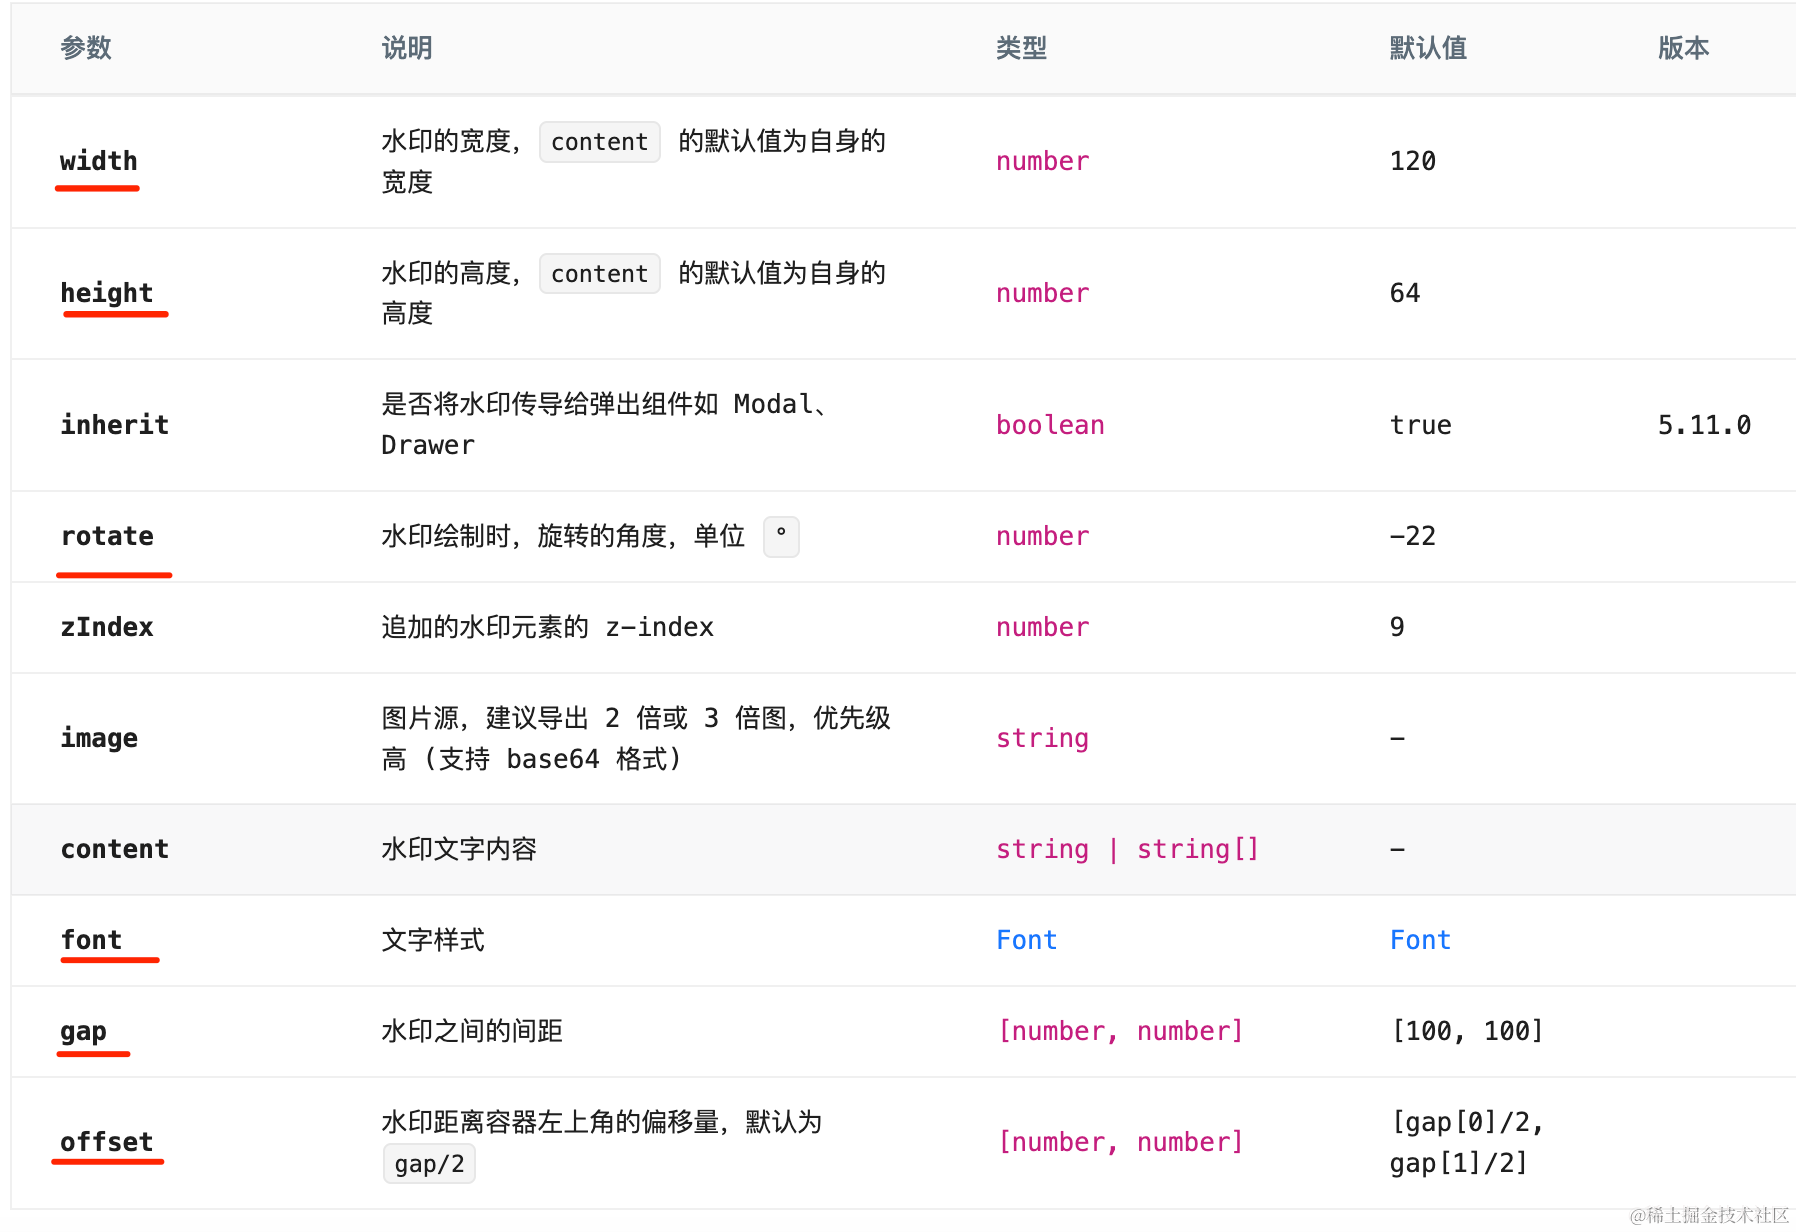 参数 说明 类型 默认值 版本
水印的宽度， content 的默认值为自身的
width number 120
宽度
水印的高度， content 的默认值为自身的
height number 64
高度
是否将水印传导给弹出组件如 Modal、
inherit boolean true 5.11.0
Drawer
rotate 水印绘制时，旋转的角度，单位 ° number -22
zIndex 追加的水印元素的 z-index number 9
图片源，建议导出 2 倍或 3 倍图，优先级
image string -
高 (支持 base64 格式)
content 水印文字内容 string | string[] -
font 文字样式 Font Font
gap 水印之间的间距 [number, number] [100, 100]
水印距离容器左上角的偏移量，默认为 [gap[0]/2,
offset [number, number]
gap/2 gap[1]/2]
@稀土掘金技术社区